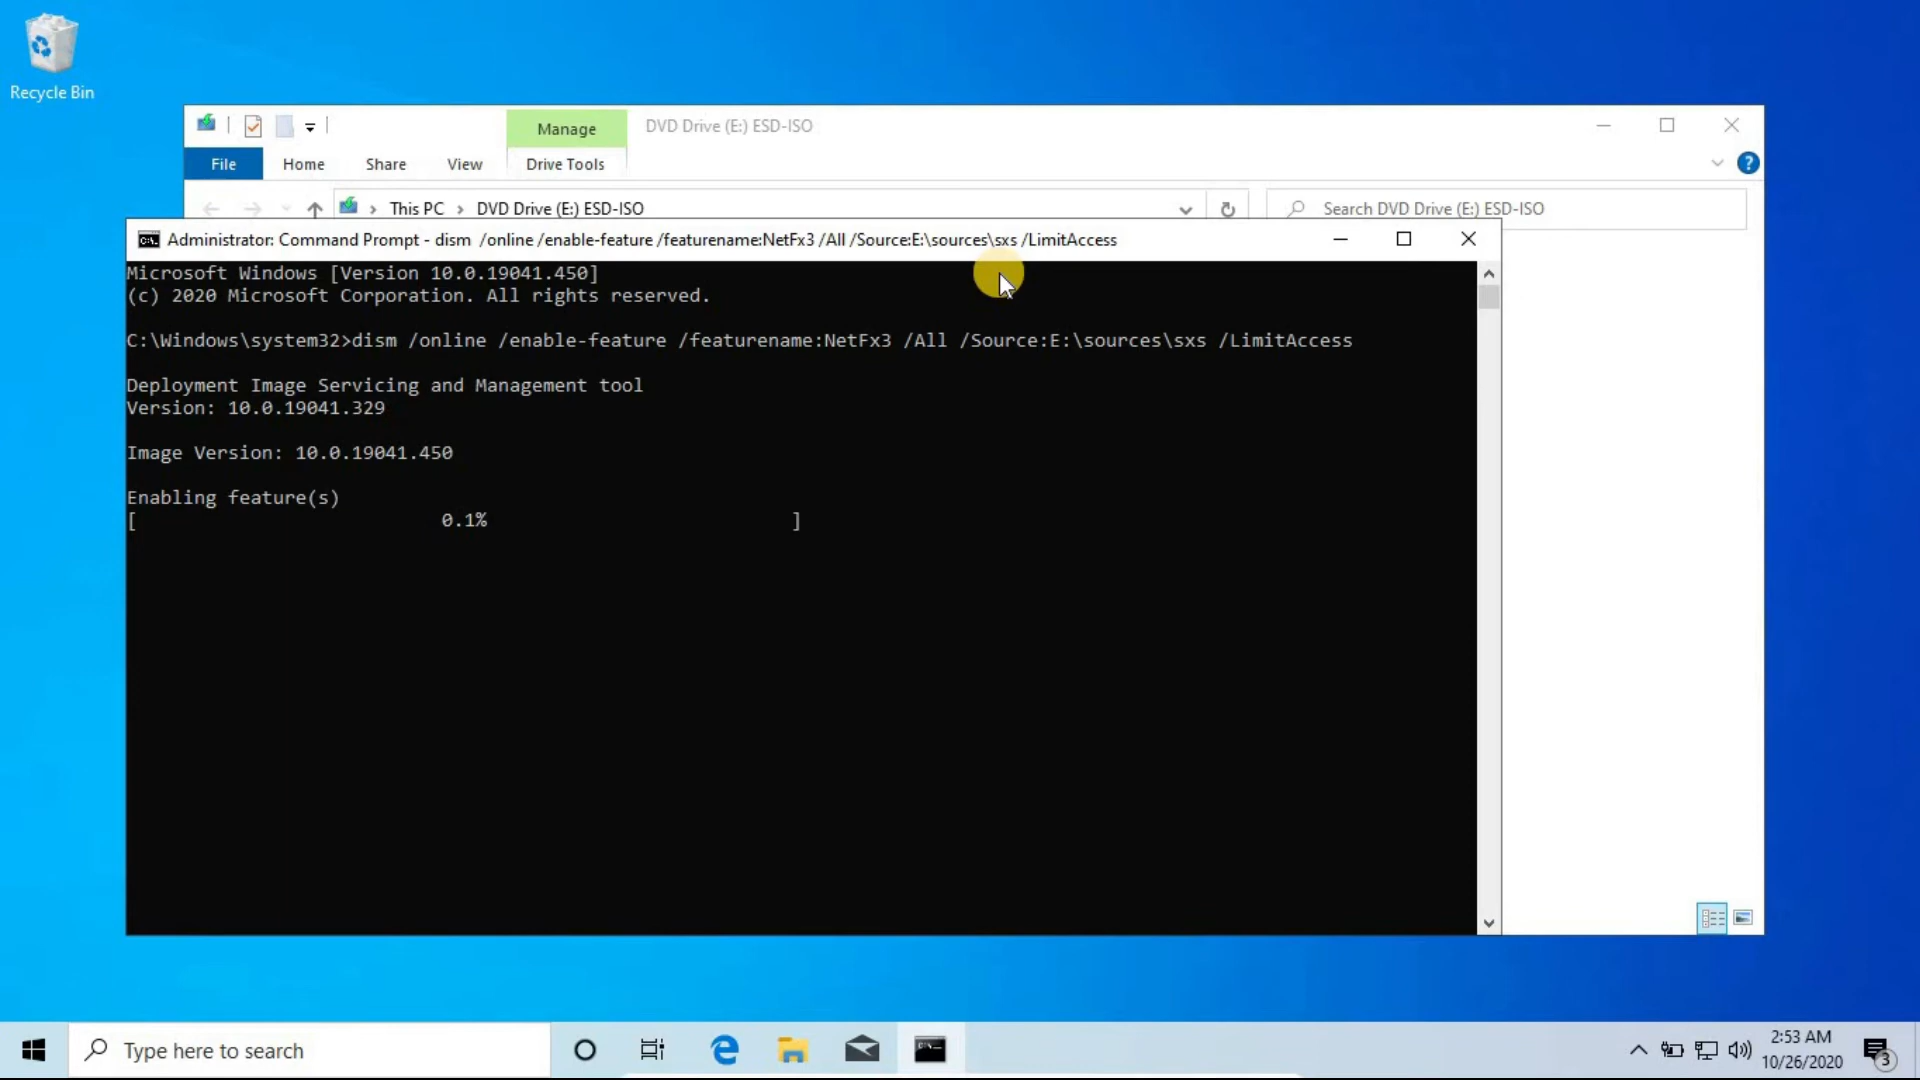 Recycle Bin
Manage
DVD Drive (E:) ESD-ISO
File
Home
Share
View
Drive Tools
?
This PC
DVD Drive (E:) ESD-ISO
Search DVD Drive (E:) ESD-ISO
Administrator: Command Prompt - dism  /online /enable-feature /featurename:NetFx3 /All /Source:E:\sources\sxs /LimitAccess
Microsoft Windows [Version 10.0.19041.450]
(c) 2020 Microsoft Corporation. All rights reserved.
C:\Windows\system32>dism /online /enable-feature /featurename:NetFx3 /All /Source:E:\sources\sxs /LimitAccess
Deployment Image Servicing and Management tool
Version: 10.0.19041.329
Image Version: 10.0.19041.450
Enabling feature(s)
[                           0.1%                           ]
Type here to search
2:53 AM
10/26/2020
3